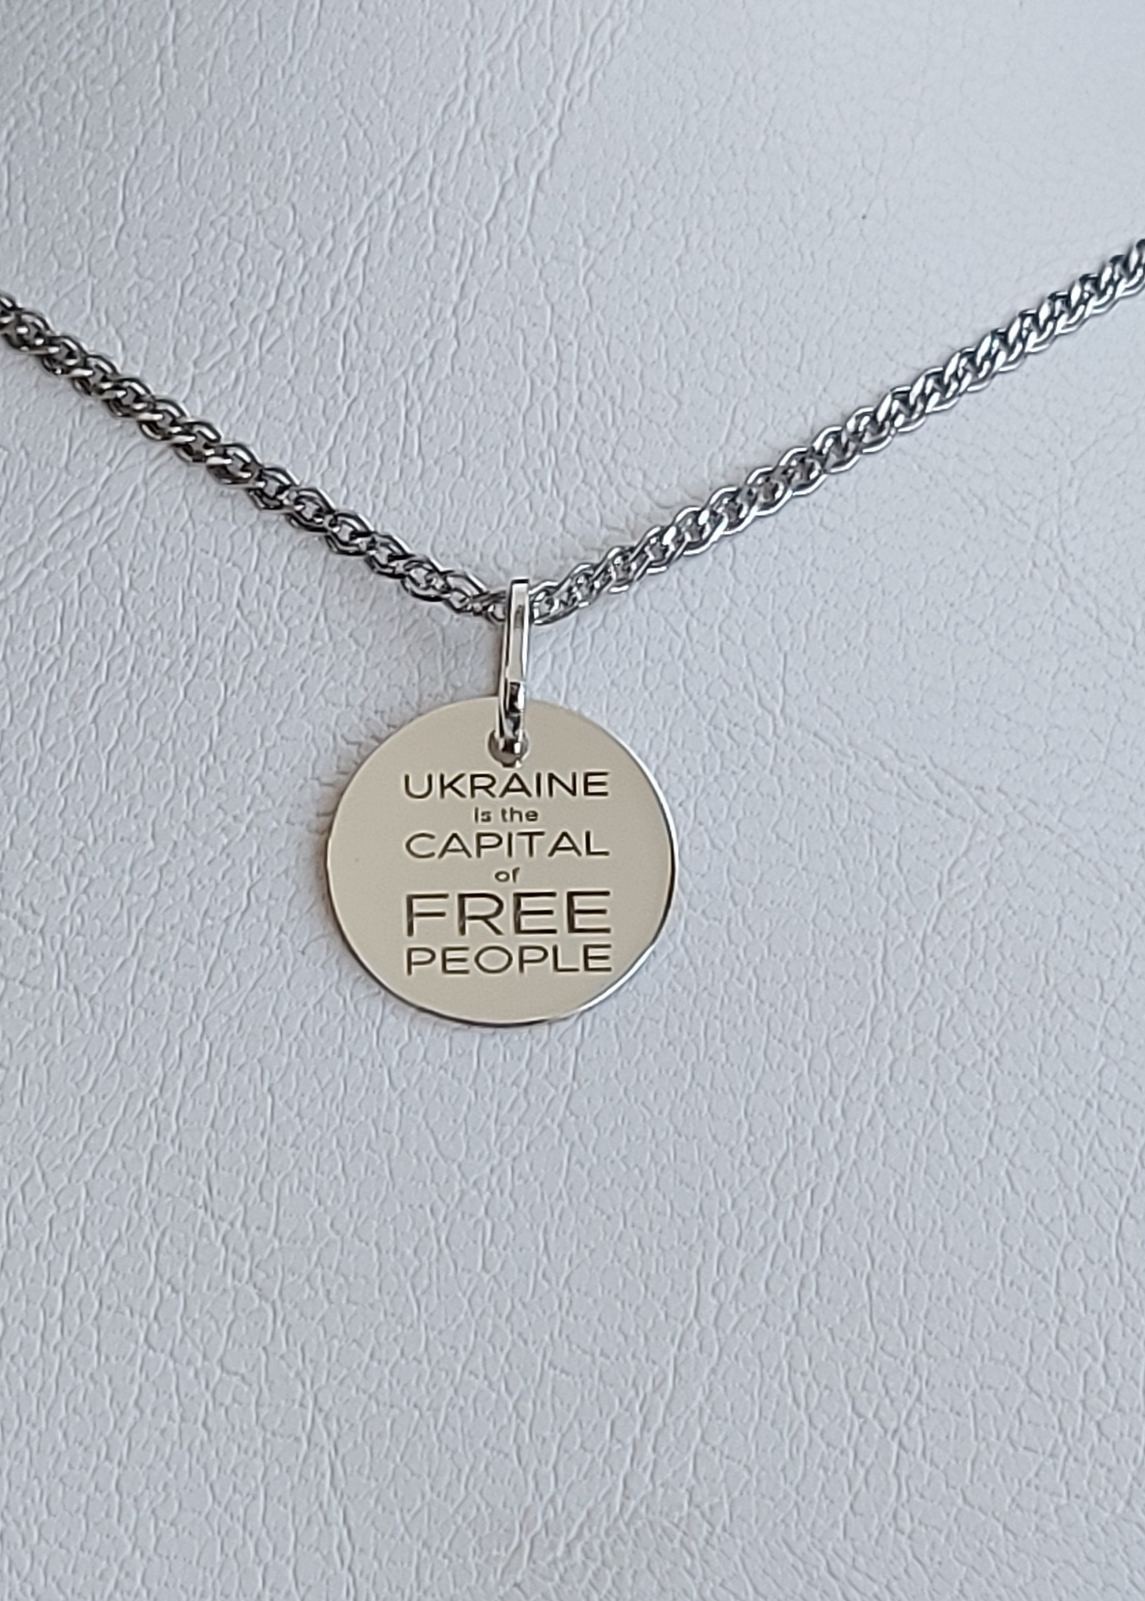 UKRAINE
is the
CAPITAL
of
FREE
PEOPLE